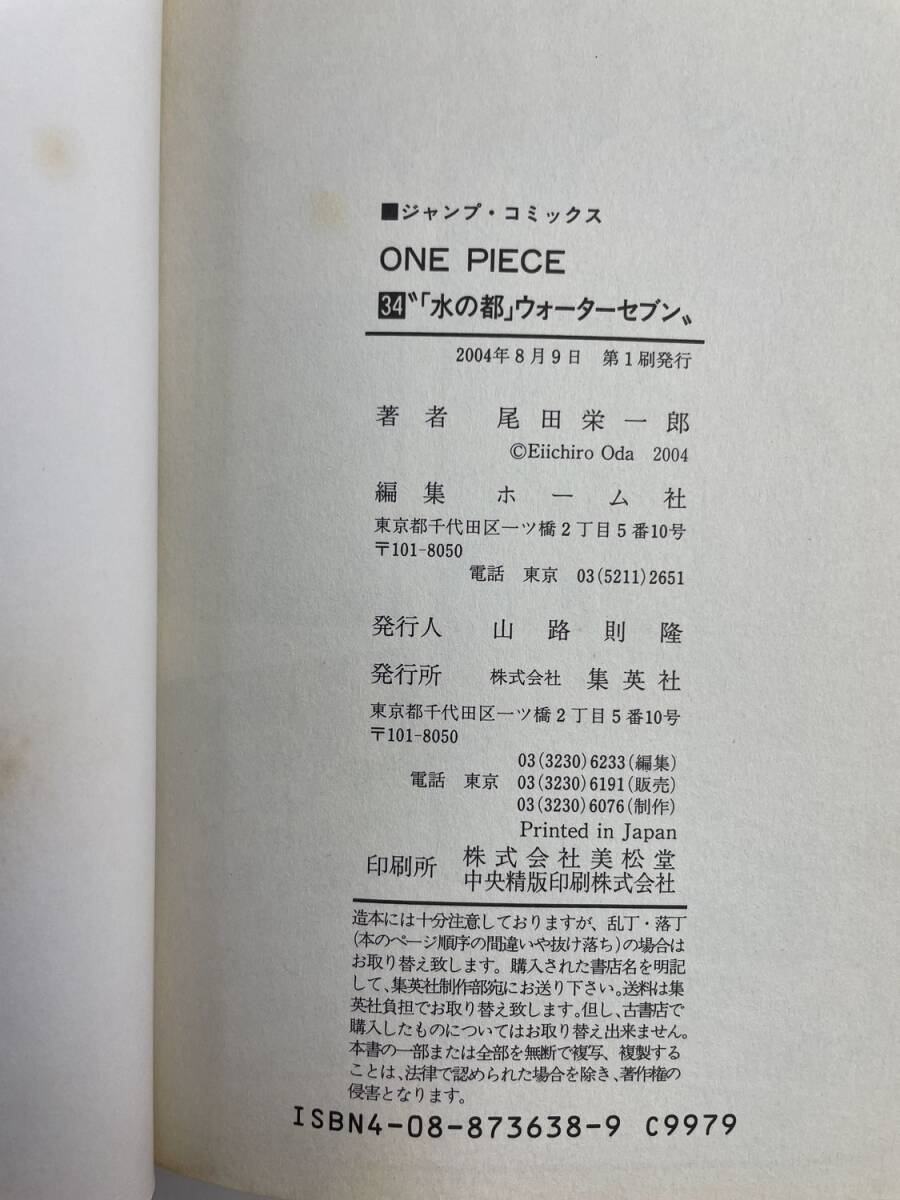 ■ジャンプ・コミックス
ONE PIECE
34〝「水の都」ウォーターセブン〟
2004年8月9日 第1刷発行
著者 尾田栄一郎
©Eiichiro Oda 2004
編集 ホーム社
東京都千代田区一ツ橋2丁目5番10号
〒101-8050
電話 東京 03(5211)2651
発行人 山路則隆
発行所 株式会社 集英社
東京都千代田区一ツ橋2丁目5番10号
〒101-8050
03(3230)6233(編集)
電話 東京 03(3230)6191(販売)
03(3230)6076(制作)
Printed in Japan
印刷所 株式会社美松堂
中央精版印刷株式会社
造本には十分注意しておりますが、乱丁・落丁
(本のページ順序の間違いや抜け落ち)の場合は
お取り替え致します。購入された書店名を明記
して、集英社制作部宛にお送り下さい。送料は集
英社負担でお取り替え致します。但し、古書店で
購入したものについてはお取り替え出来ません。
本書の一部または全部を無断で複写、複製する
ことは、法律で認められた場合を除き、著作権の
侵害となります。
ISBN4-08-873638-9 C9979